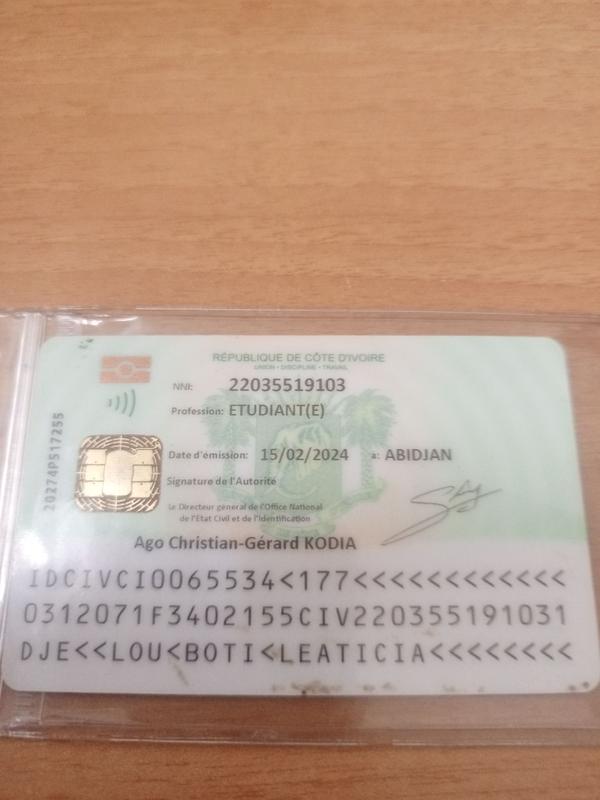 RÉPUBLIQUE DE CÔTE D'IVOIRE
UNION - DISCIPLINE - TRAVAIL
NNI: 22035519103
Profession: ETUDIANT(E)
Date d'émission: 15/02/2024 à: ABIDJAN
Signature de l'Autorité
Le Directeur général de l'Office National
de l'Etat Civil et de l'Identification
Ago Christian-Gérard KODIA
20274P517255
IDCIVCI0065534<177<<<<<<<<<<<<
0312071F3402155CIV220355191031
DJE<<LOU<BOTI<LEATICIA<<<<<<<<